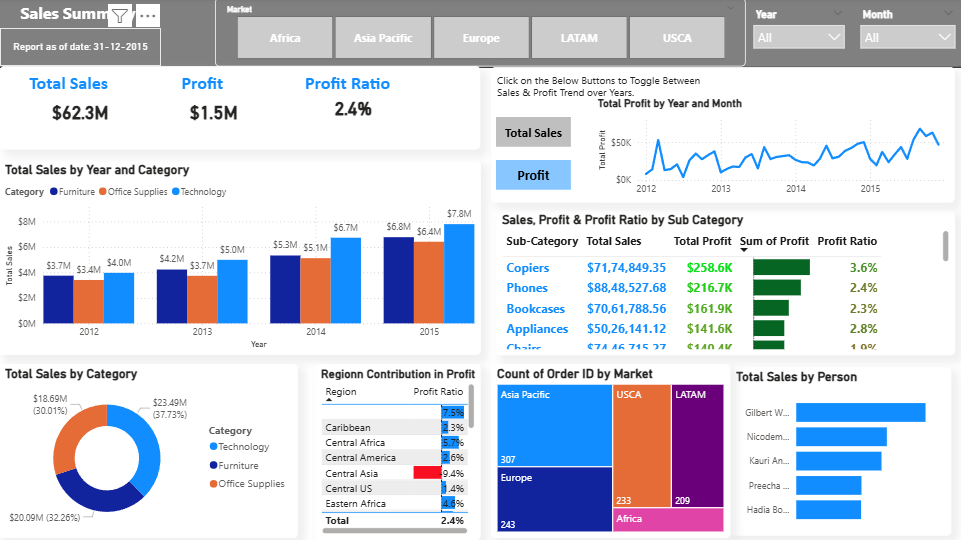 Sales Summary
Report as of date: 31-12-2015
Market
Africa
Asia Pacific
Europe
LATAM
USCA
Year
All
Month
All
Total Sales
$62.3M
Profit
$1.5M
Profit Ratio
2.4%
Click on the Below Buttons to Toggle Between
Sales & Profit Trend over Years.
Total Sales
Profit
Total Profit by Year and Month
Total Profit
$50K
$0K
2012
2013
2014
2015
Total Sales by Year and Category
Category
Furniture
Office Supplies
Technology
Total Sales
$8M
$6M
$4M
$2M
$0M
$3.7M
$3.4M
$4.0M
$4.2M
$3.7M
$5.0M
$5.3M
$5.1M
$6.7M
$6.8M
$6.4M
$7.8M
2012
2013
2014
2015
Year
Sales, Profit & Profit Ratio by Sub Category
Sub-Category Total Sales Total Profit Sum of Profit Profit Ratio
Copiers $71,74,849.35 $258.6K 3.6%
Phones $88,48,527.68 $216.7K 2.4%
Bookcases $70,61,788.56 $161.9K 2.3%
Appliances $50,26,141.12 $141.6K 2.8%
Chairs $74,46,715.27 $140.4K 1.9%
Total Sales by Category
$18.69M
(30.01%)
$23.49M
(37.73%)
$20.09M (32.26%)
Category
Technology
Furniture
Office Supplies
Regionn Contribution in Profit
Region Profit Ratio
7.5%
Caribbean 2.3%
Central Africa 5.7%
Central America 2.6%
Central Asia -9.4%
Central US 1.4%
Eastern Africa 4.6%
Total 2.4%
Count of Order ID by Market
Asia Pacific
307
Europe
243
USCA
233
LATAM
209
Africa
Total Sales by Person
Gilbert W...
Nicodem...
Kauri An...
Preecha ...
Hadia Bo...